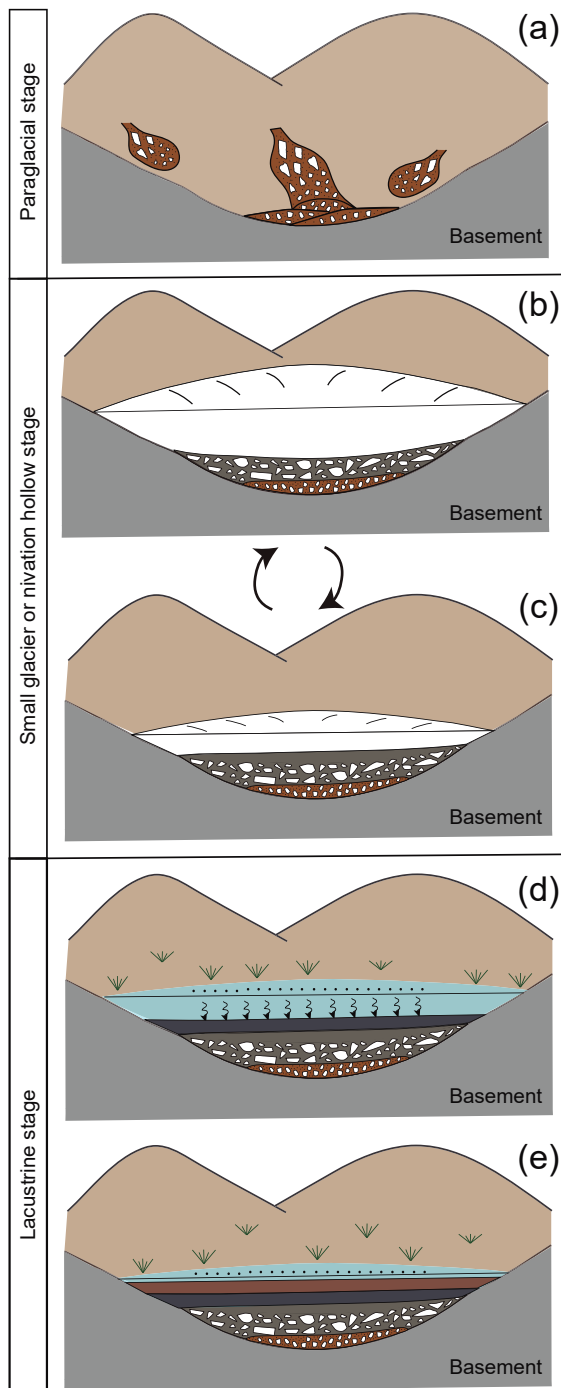 Paraglacial stage
(a)
Basement
Small glacier or nivation hollow stage
(b)
Basement
(c)
Basement
Lacustrine stage
(d)
Basement
(e)
Basement